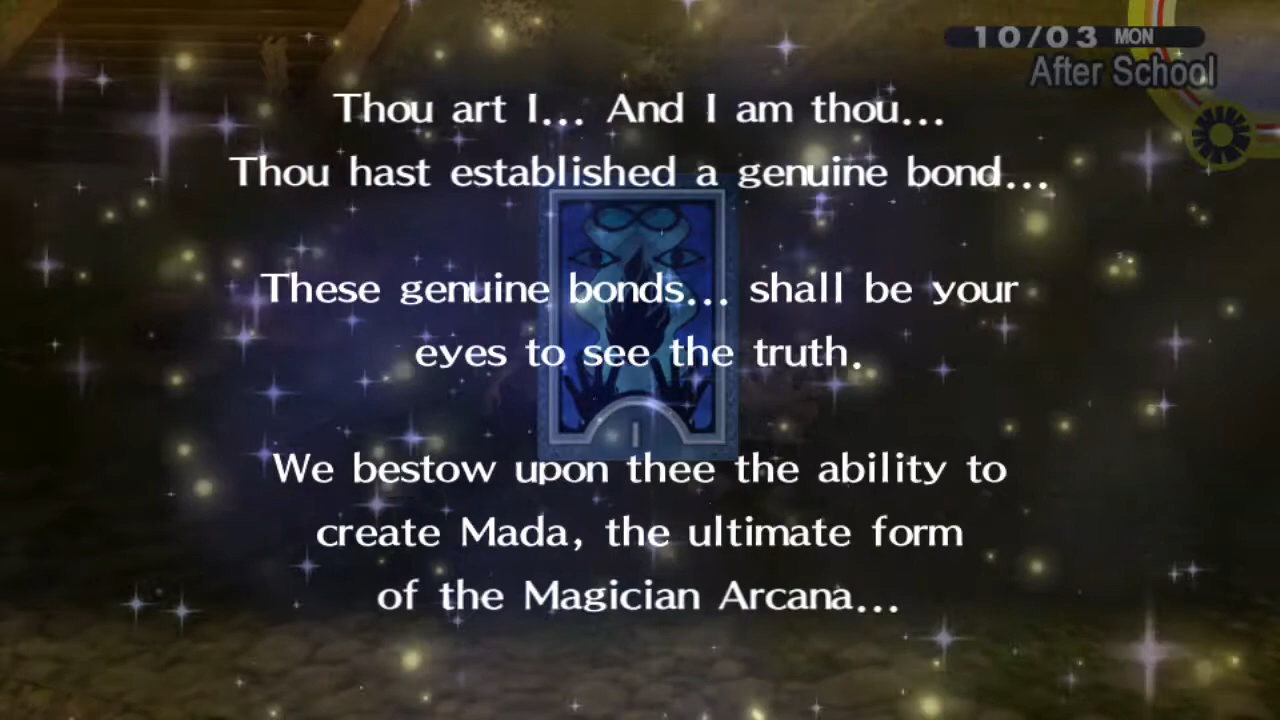 10/03 MON
After School
Thou art I... And I am thou...
Thou hast established a genuine bond...
These genuine bonds... shall be your
eyes to see the truth.
We bestow upon thee the ability to
create Mada, the ultimate form
of the Magician Arcana...
I